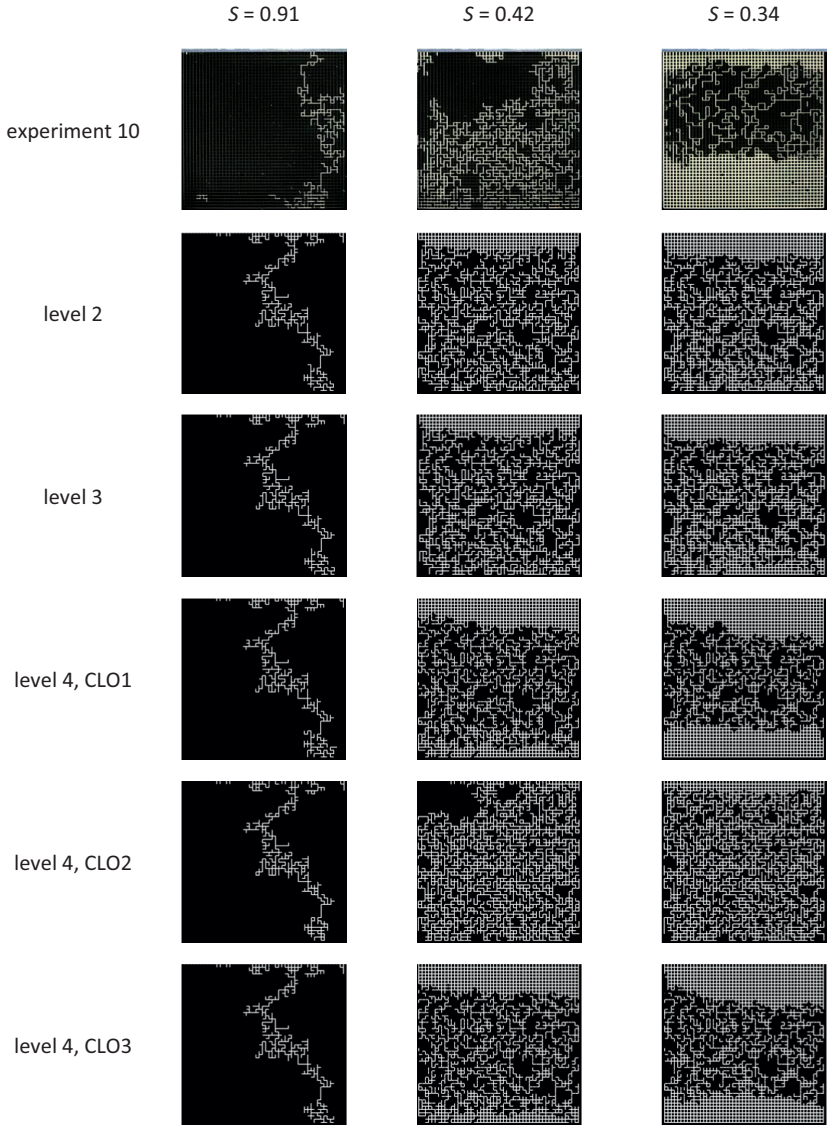 S = 0.91 S = 0.42 S = 0.34
experiment 10
level 2
level 3
level 4, CLO1
level 4, CLO2
level 4, CLO3